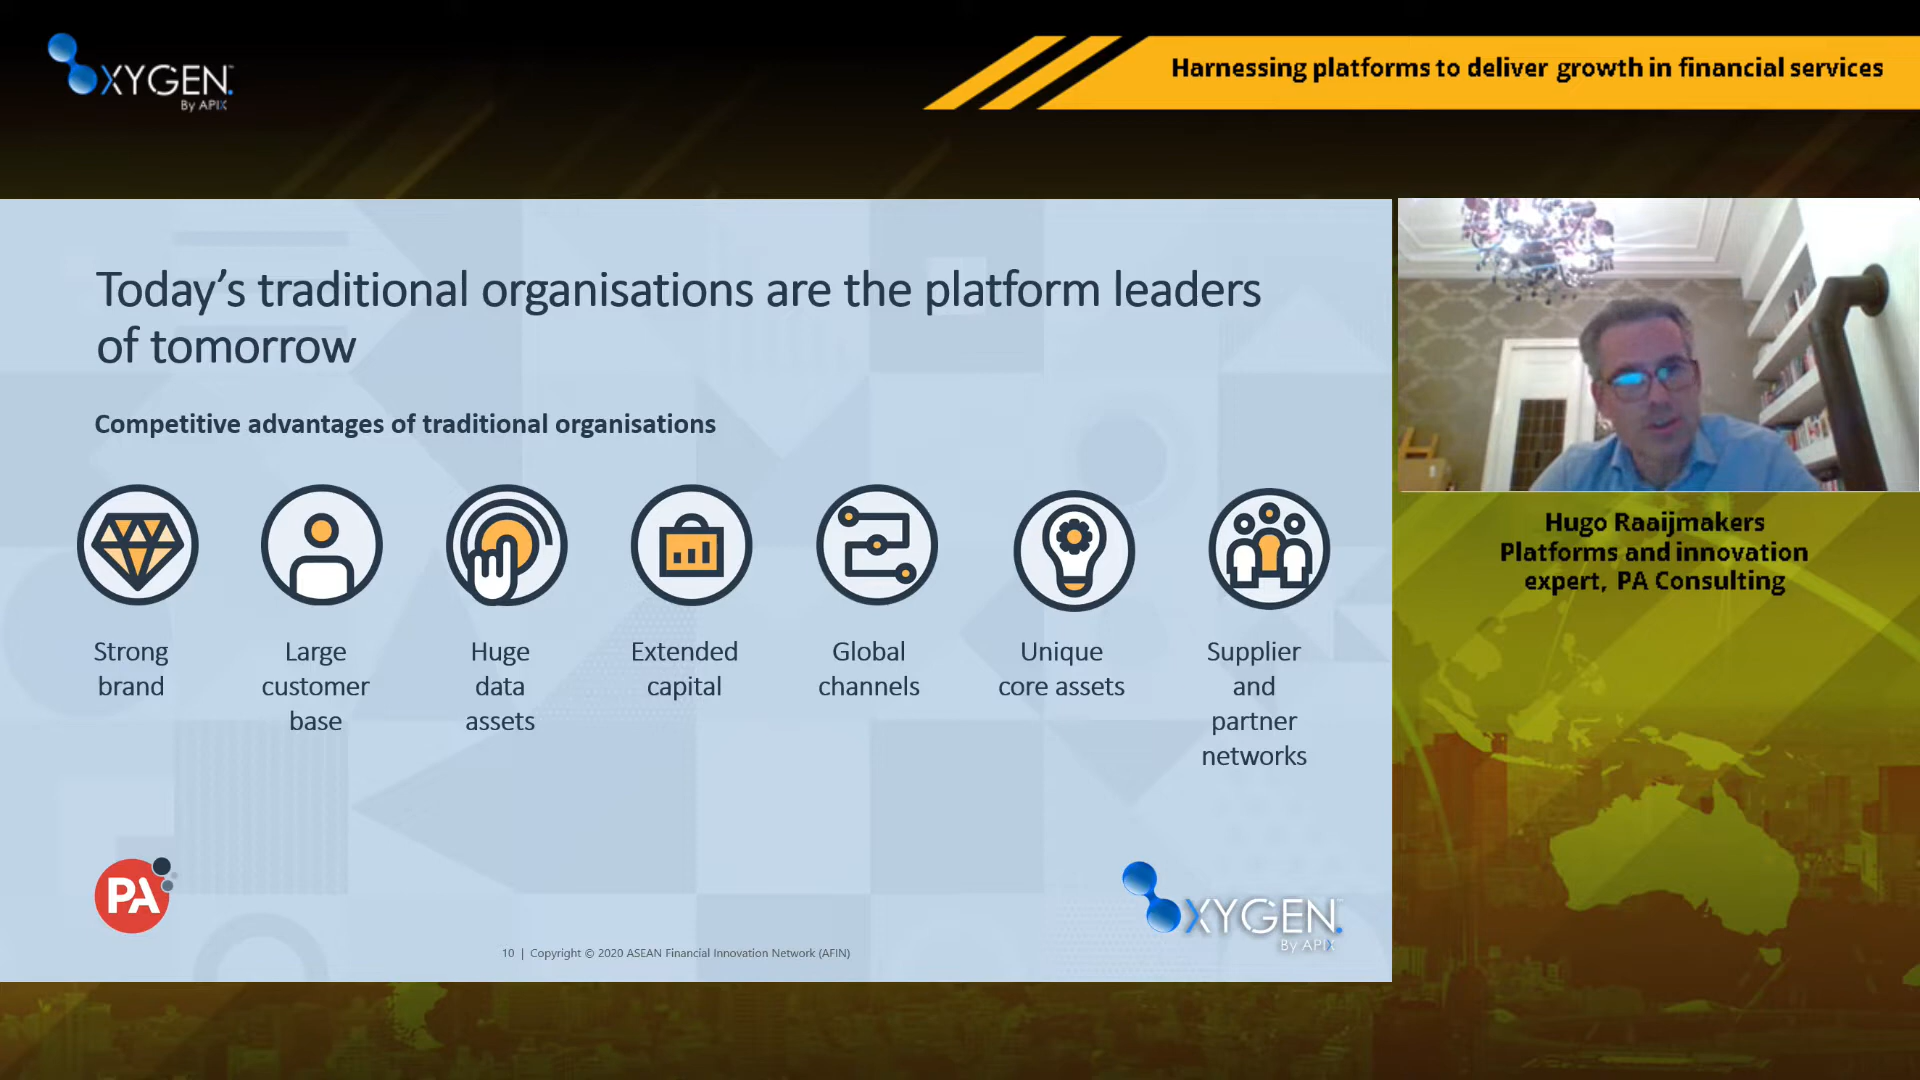 OXYGEN.
By APIX
Harnessing platforms to deliver growth in financial services
Today’s traditional organisations are the platform leaders
of tomorrow
Competitive advantages of traditional organisations
Strong
brand
Large
customer
base
Huge
data
assets
Extended
capital
Global
channels
Unique
core assets
Supplier
and
partner
networks
PA
OXYGEN.
By APIX
10 | Copyright © 2020 ASEAN Financial Innovation Network (AFIN)
Hugo Raaijmakers
Platforms and innovation
expert, PA Consulting